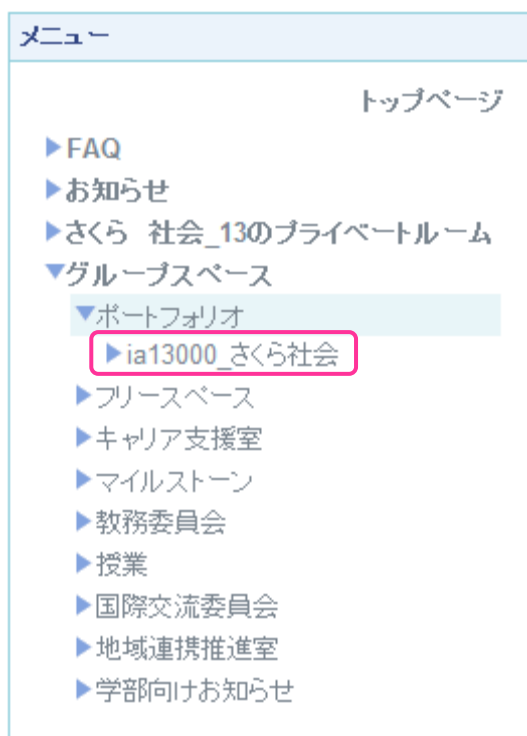 メニュー
トップページ
▶FAQ
▶お知らせ
▶さくら 社会_13のプライベートルーム
▼グループスペース
▼ポートフォリオ
▶ia13000_さくら社会
▶フリースペース
▶キャリア支援室
▶マイルストーン
▶教務委員会
▶授業
▶国際交流委員会
▶地域連携推進室
▶学部向けお知らせ